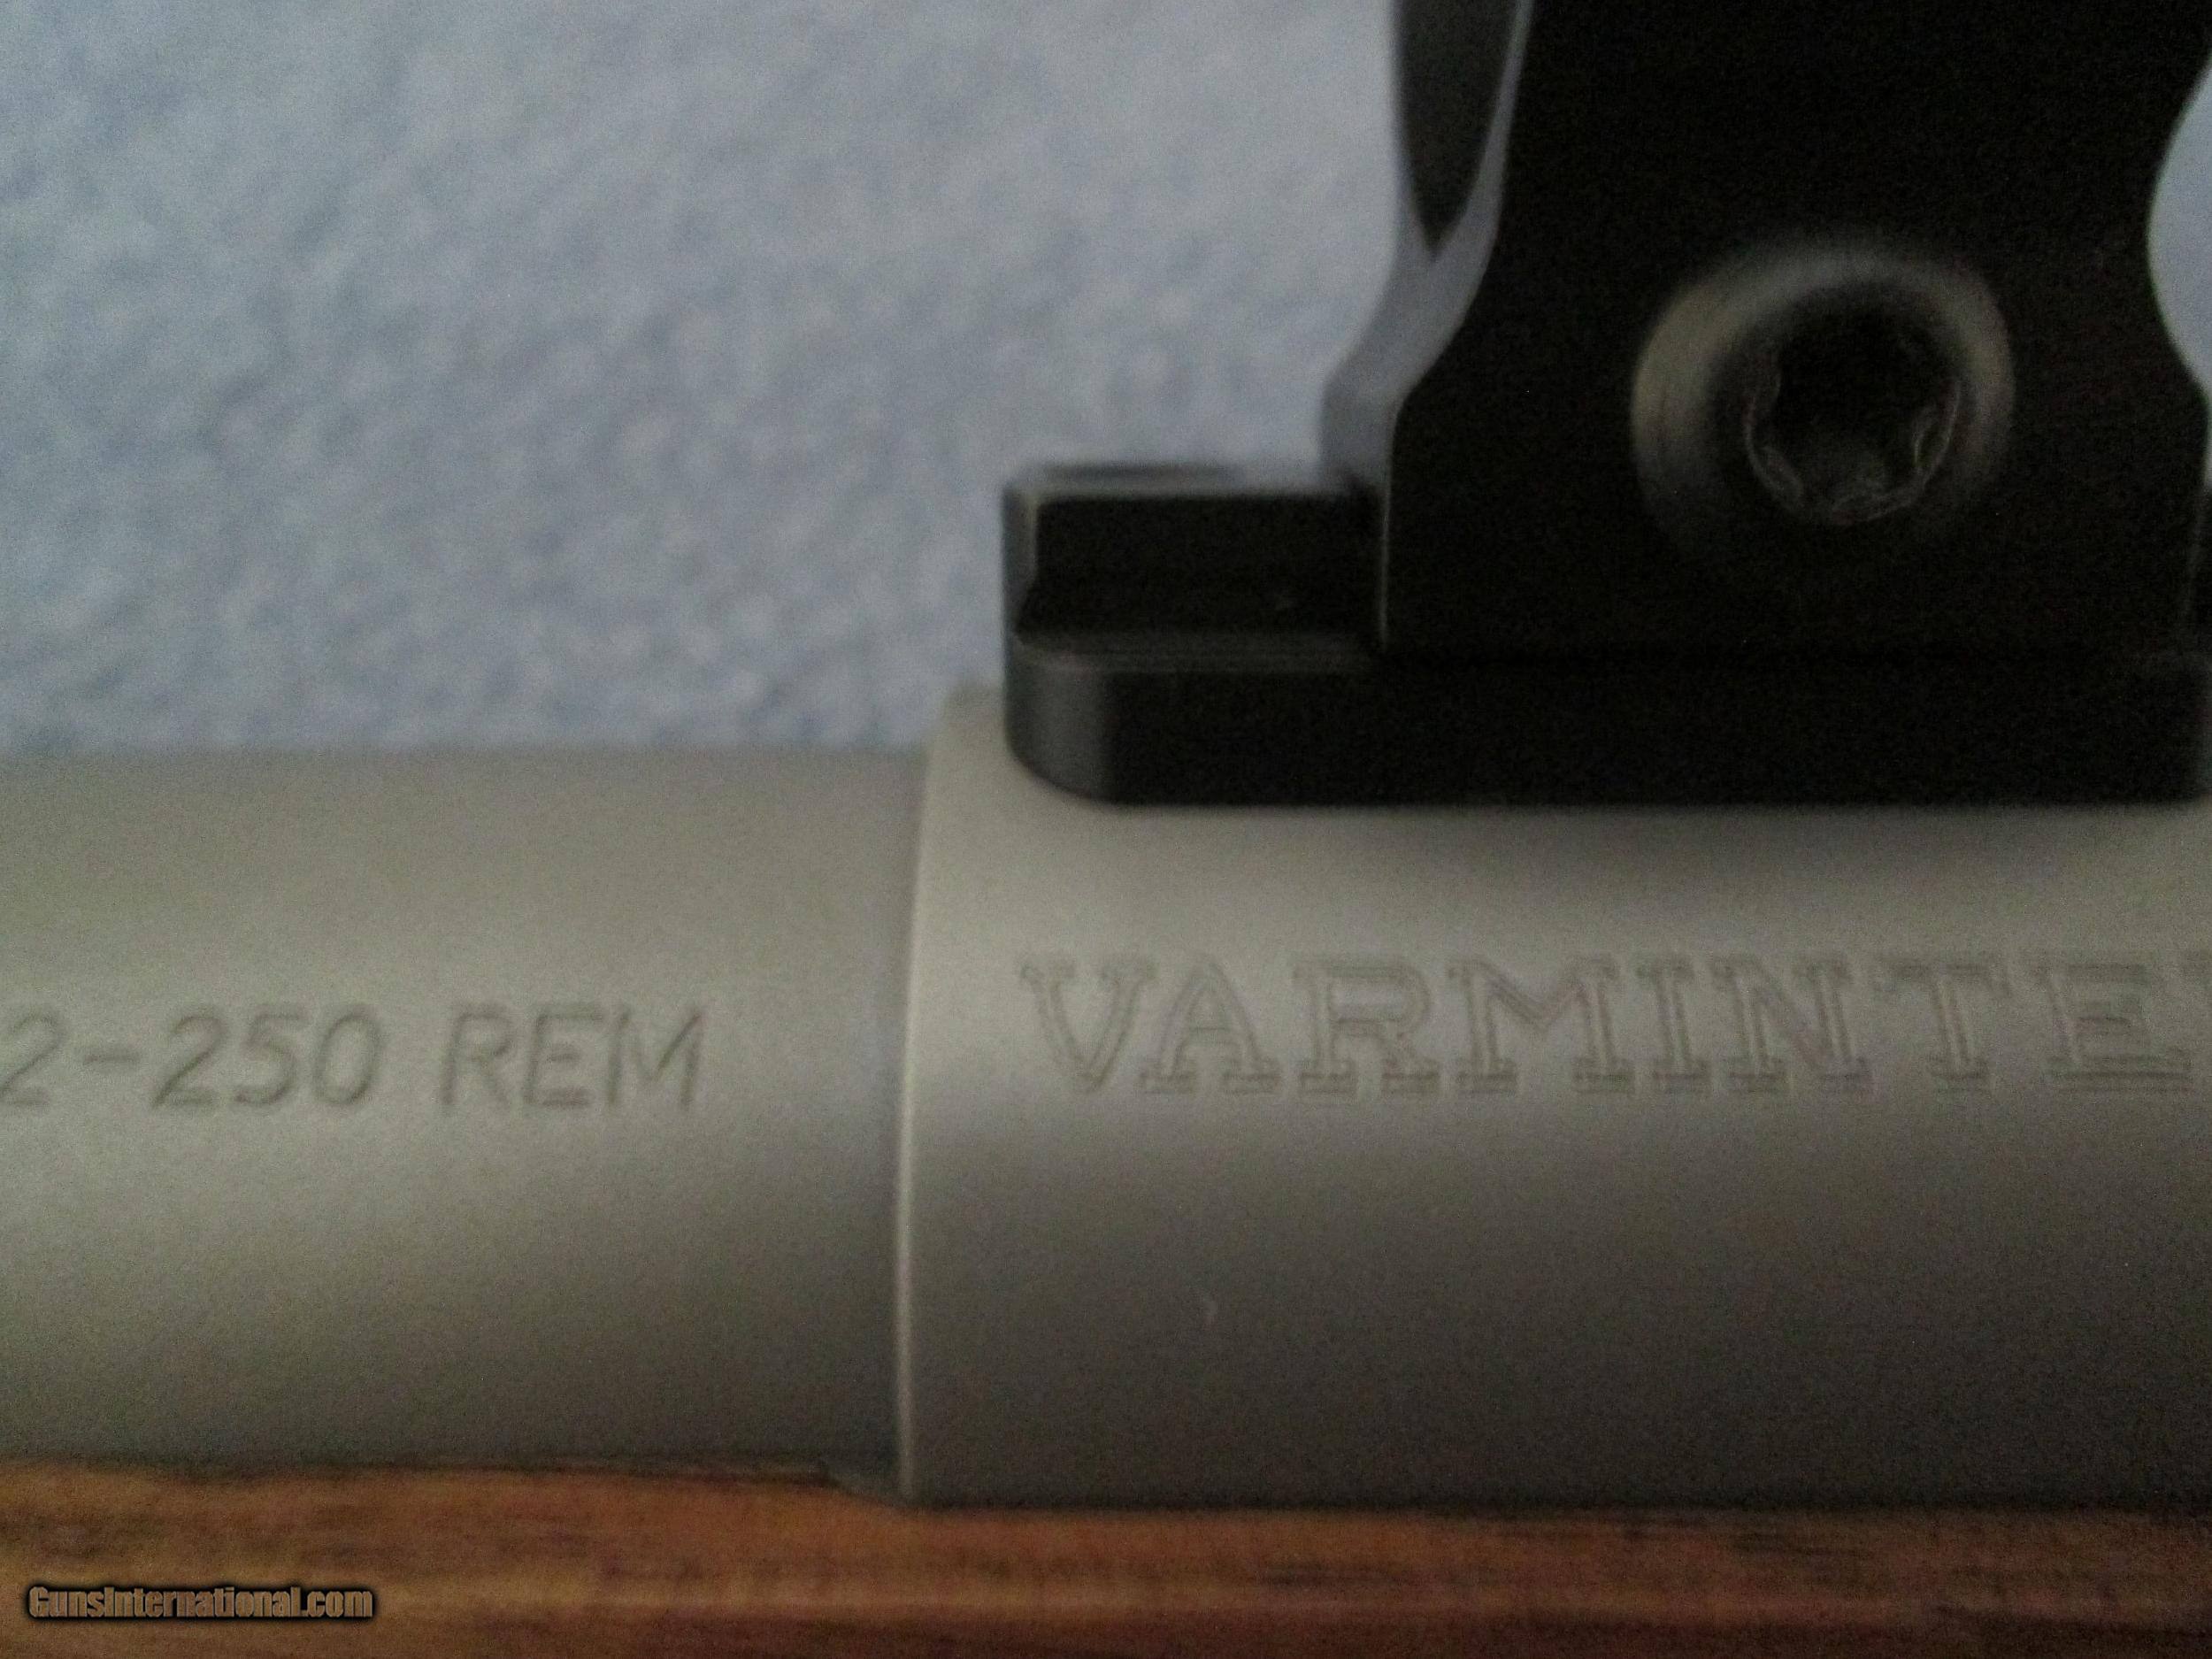 2-250 REM
VARMINTE
GunsInternational.com